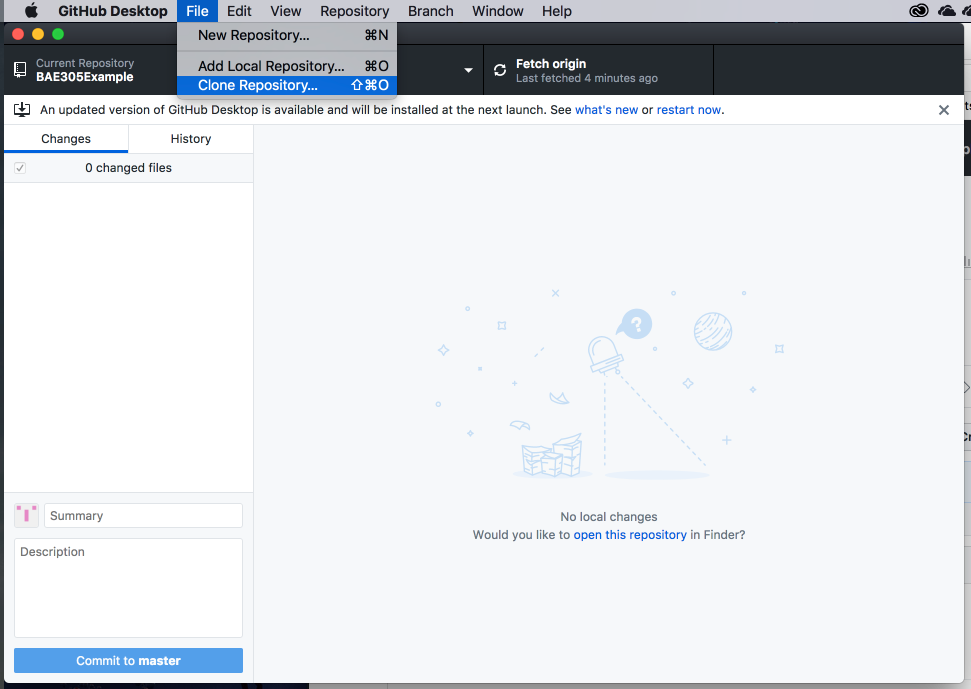 GitHub Desktop File Edit View Repository Branch Window Help
New Repository... ⌘N
Add Local Repository... ⌘O
Clone Repository... ⇧⌘O
Current Repository
BAE305Example
Fetch origin
Last fetched 4 minutes ago
An updated version of GitHub Desktop is available and will be installed at the next launch. See what's new or restart now.
Changes History
0 changed files
?
No local changes
Would you like to open this repository in Finder?
Summary
Description
Commit to master